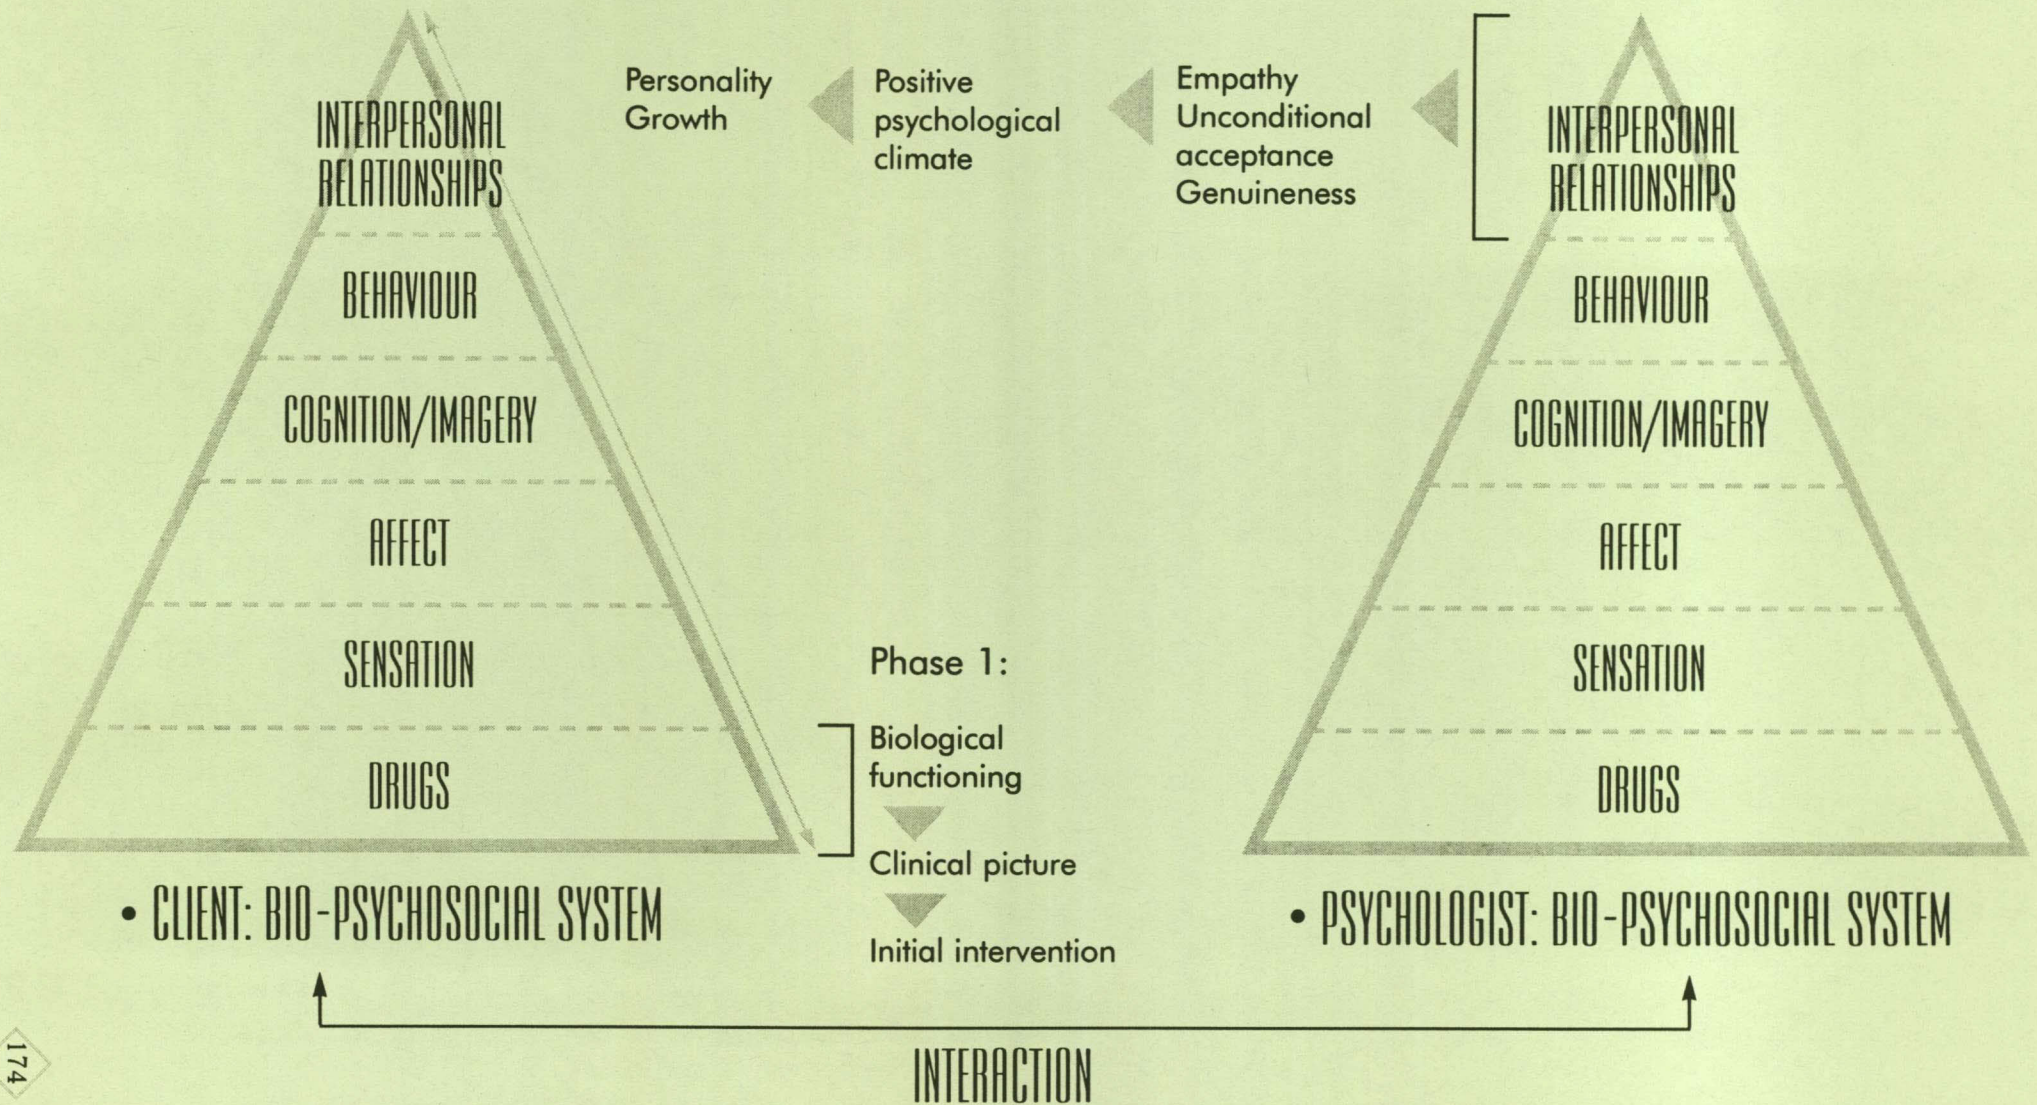 INTERPERSONAL
RELATIONSHIPS
BEHAVIOUR
COGNITION/IMAGERY
AFFECT
SENSATION
DRUGS
• CLIENT: BIO-PSYCHOSOCIAL SYSTEM
Personality
Growth
Positive
psychological
climate
Empathy
Unconditional
acceptance
Genuineness
Phase 1:
Biological
functioning
Clinical picture
Initial intervention
INTERPERSONAL
RELATIONSHIPS
BEHAVIOUR
COGNITION/IMAGERY
AFFECT
SENSATION
DRUGS
• PSYCHOLOGIST: BIO-PSYCHOSOCIAL SYSTEM
INTERACTION
174